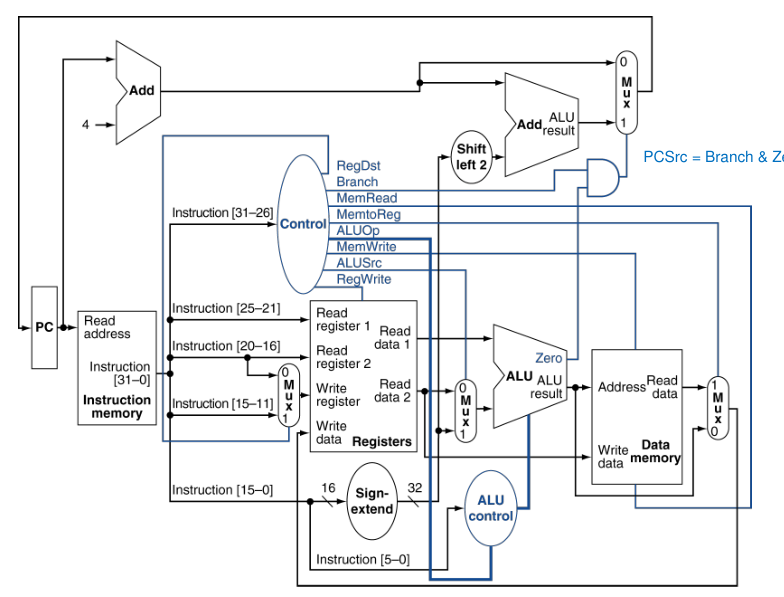 Add
4
Add ALU
result
0
M
u
x
1
Shift
left 2
PCSrc = Branch & Ze
RegDst
Branch
MemRead
MemtoReg
ALUOp
MemWrite
ALUSrc
RegWrite
Control
Instruction [31–26]
Instruction [25–21]
Instruction [20–16]
Instruction [15–11]
Instruction [15–0]
Instruction [5–0]
PC
Read
address
Instruction
[31–0]
Instruction
memory
0
M
u
x
1
Read
register 1
Read
register 2
Write
register
Write
data
Read
data 1
Read
data 2
Registers
0
M
u
x
1
Zero
ALU
ALU
result
Address
Read
data
Write
data
Data
memory
1
M
u
x
0
16
Sign-
extend
32
ALU
control